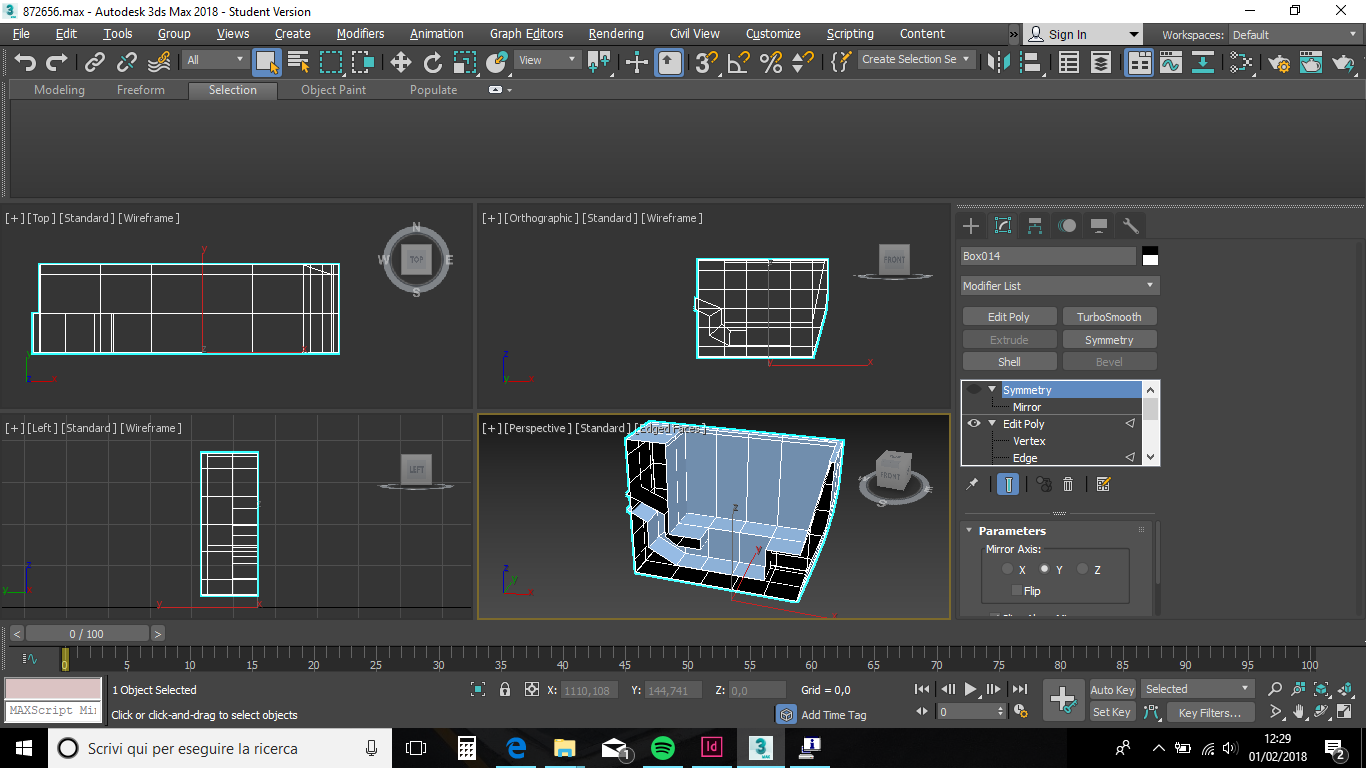 872656.max - Autodesk 3ds Max 2018 - Student Version
File Edit Tools Group Views Create Modifiers Animation Graph Editors Rendering Civil View Customize Scripting Content » Sign In Workspaces: Default
All View Create Selection Se
Modeling Freeform Selection Object Paint Populate
[+] [Top] [Standard] [Wireframe]
N
W TOP E
S
y
z x
y
z x
[+] [Orthographic] [Standard] [Wireframe]
FRONT
z
y x
z
y x
[+] [Left] [Standard] [Wireframe]
LEFT
z
y x
y x
[+] [Perspective] [Standard] [Edged Faces]
FRONT
W S E
z
y
x
z
y
x
Box014
Modifier List
Edit Poly TurboSmooth
Extrude Symmetry
Shell Bevel
Symmetry
Mirror
Edit Poly
Vertex
Edge
Parameters
Mirror Axis:
X Y Z
Flip
< 0 / 100 >
0 5 10 15 20 25 30 35 40 45 50 55 60 65 70 75 80 85 90 95 100
1 Object Selected X: 1110,108 Y: 144,741 Z: 0,0 Grid = 0,0 Auto Key Selected
MAXScript Mi Click or click-and-drag to select objects Add Time Tag 0 Set Key Key Filters...
Scrivi qui per eseguire la ricerca
1
Id
3
MAX
12:29
01/02/2018
2